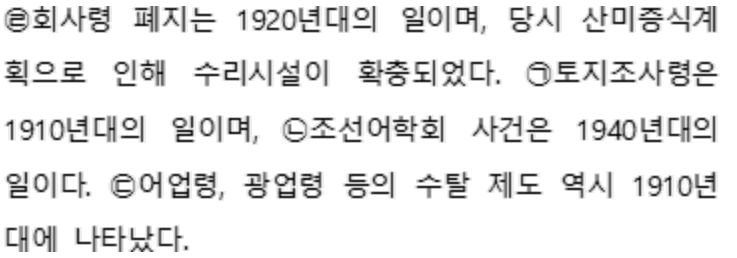 ㉣회사령 폐지는 1920년대의 일이며, 당시 산미증식계
획으로 인해 수리시설이 확충되었다. ㉠토지조사령은
1910년대의 일이며, ㉡조선어학회 사건은 1940년대의
일이다. ㉢어업령, 광업령 등의 수탈 제도 역시 1910년
대에 나타났다.